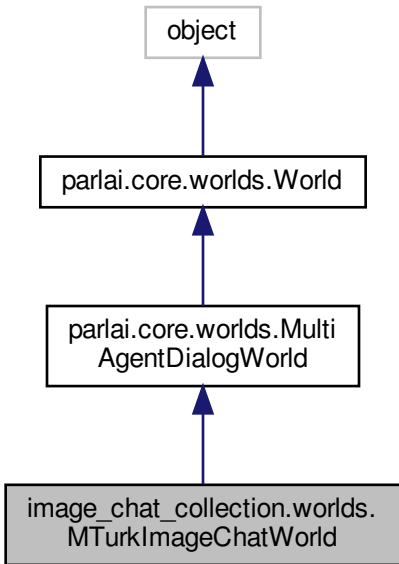 object
parlai.core.worlds.World
parlai.core.worlds.Multi
AgentDialogWorld
image_chat_collection.worlds.
MTurkImageChatWorld